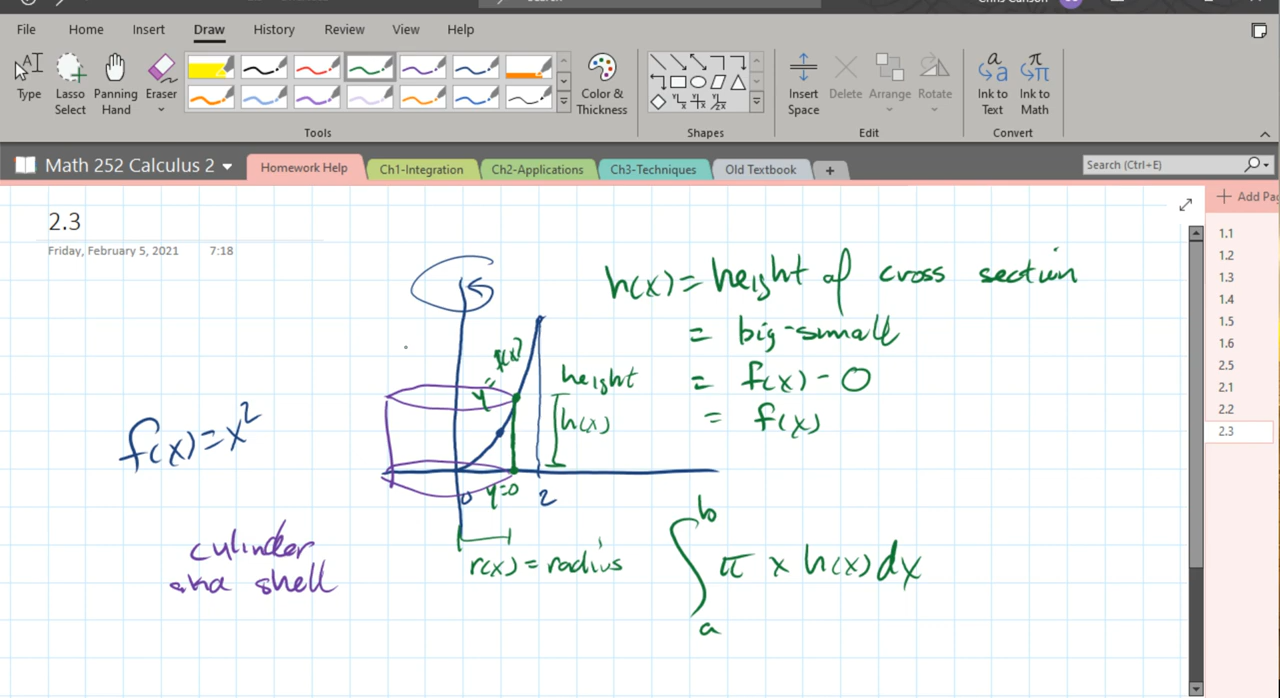 File Home Insert Draw History Review View Help
Type Lasso Select Panning Hand Eraser Color & Thickness Insert Space Delete Arrange Rotate Ink to Text Ink to Math
Tools Shapes Edit Convert
Math 252 Calculus 2 Homework Help Ch1-Integration Ch2-Applications Ch3-Techniques Old Textbook + Search (Ctrl+E)
2.3
Friday, February 5, 2021 7:18
h(x) = height of cross section
= big-small
= f(x) - 0
= f(x)
y = f(x)
height
h(x)
f(x) = x²
0 y=0 2
culinder
aka shell
r(x) = radius
∫ₐᵇ π x h(x) dx
+ Add Pag
1.1
1.2
1.3
1.4
1.5
1.6
2.5
2.1
2.2
2.3